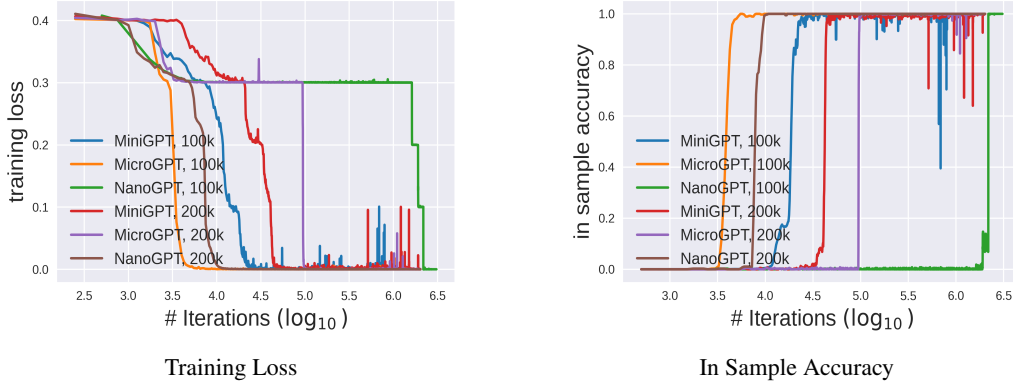 0.4
0.3
0.2
0.1
0.0
training loss
MiniGPT, 100k
MicroGPT, 100k
NanoGPT, 100k
MiniGPT, 200k
MicroGPT, 200k
NanoGPT, 200k
2.5 3.0 3.5 4.0 4.5 5.0 5.5 6.0 6.5
# Iterations (log10)
Training Loss
1.0
0.8
0.6
0.4
0.2
0.0
in sample accuracy
MiniGPT, 100k
MicroGPT, 100k
NanoGPT, 100k
MiniGPT, 200k
MicroGPT, 200k
NanoGPT, 200k
3.0 3.5 4.0 4.5 5.0 5.5 6.0 6.5
# Iterations (log10)
In Sample Accuracy